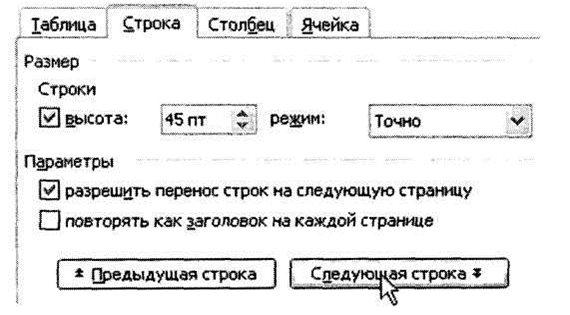 Таблица Строка Столбец Ячейка
Размер
Строки
высота: 45 пт режим: Точно
Параметры
разрешить перенос строк на следующую страницу
повторять как заголовок на каждой странице
Предыдущая строка Следующая строка